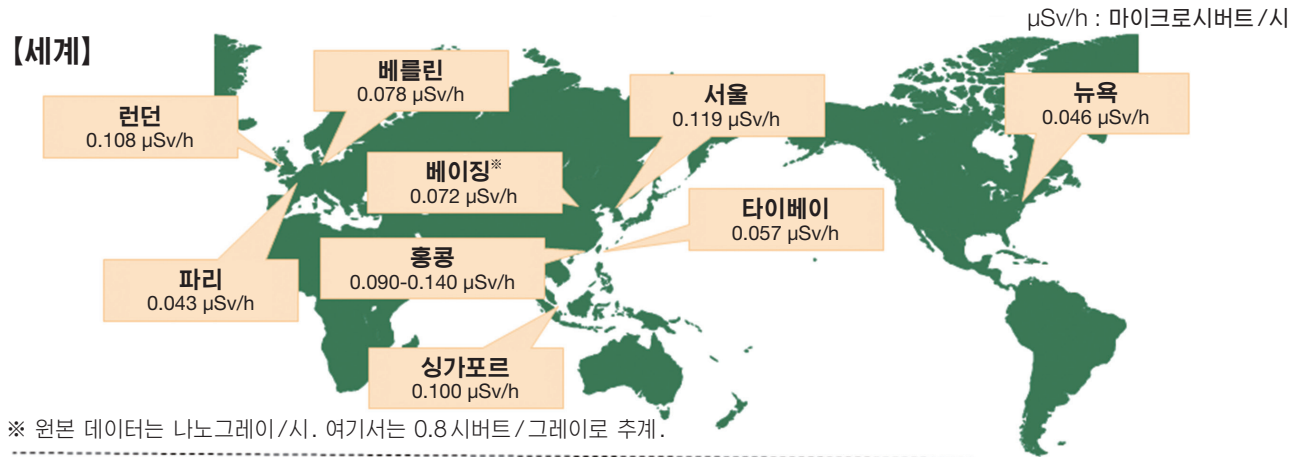 μSv/h : 마이크로시버트/시
【세계】
베를린
0.078 μSv/h
런던
0.108 μSv/h
서울
0.119 μSv/h
뉴욕
0.046 μSv/h
베이징※
0.072 μSv/h
타이베이
0.057 μSv/h
홍콩
0.090-0.140 μSv/h
파리
0.043 μSv/h
싱가포르
0.100 μSv/h
※ 원본 데이터는 나노그레이/시. 여기서는 0.8시버트/그레이로 추계.